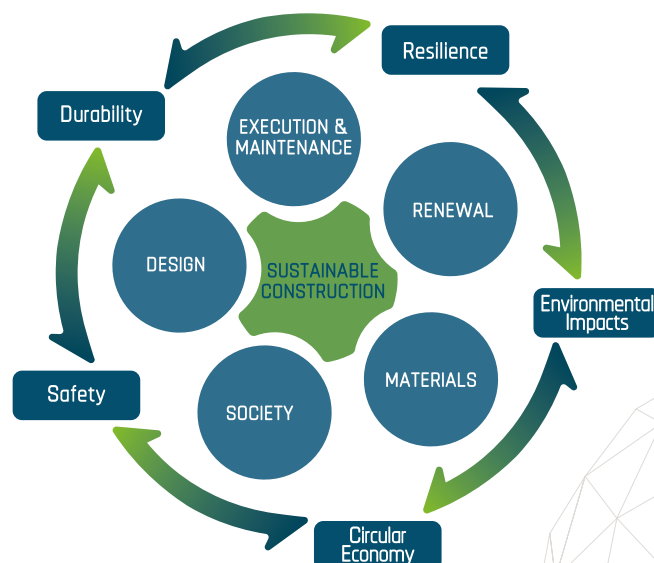 Resilience
Durability
EXECUTION &
MAINTENANCE
RENEWAL
DESIGN
SUSTAINABLE
CONSTRUCTION
Environmental
Impacts
MATERIALS
Safety
SOCIETY
Circular
Economy